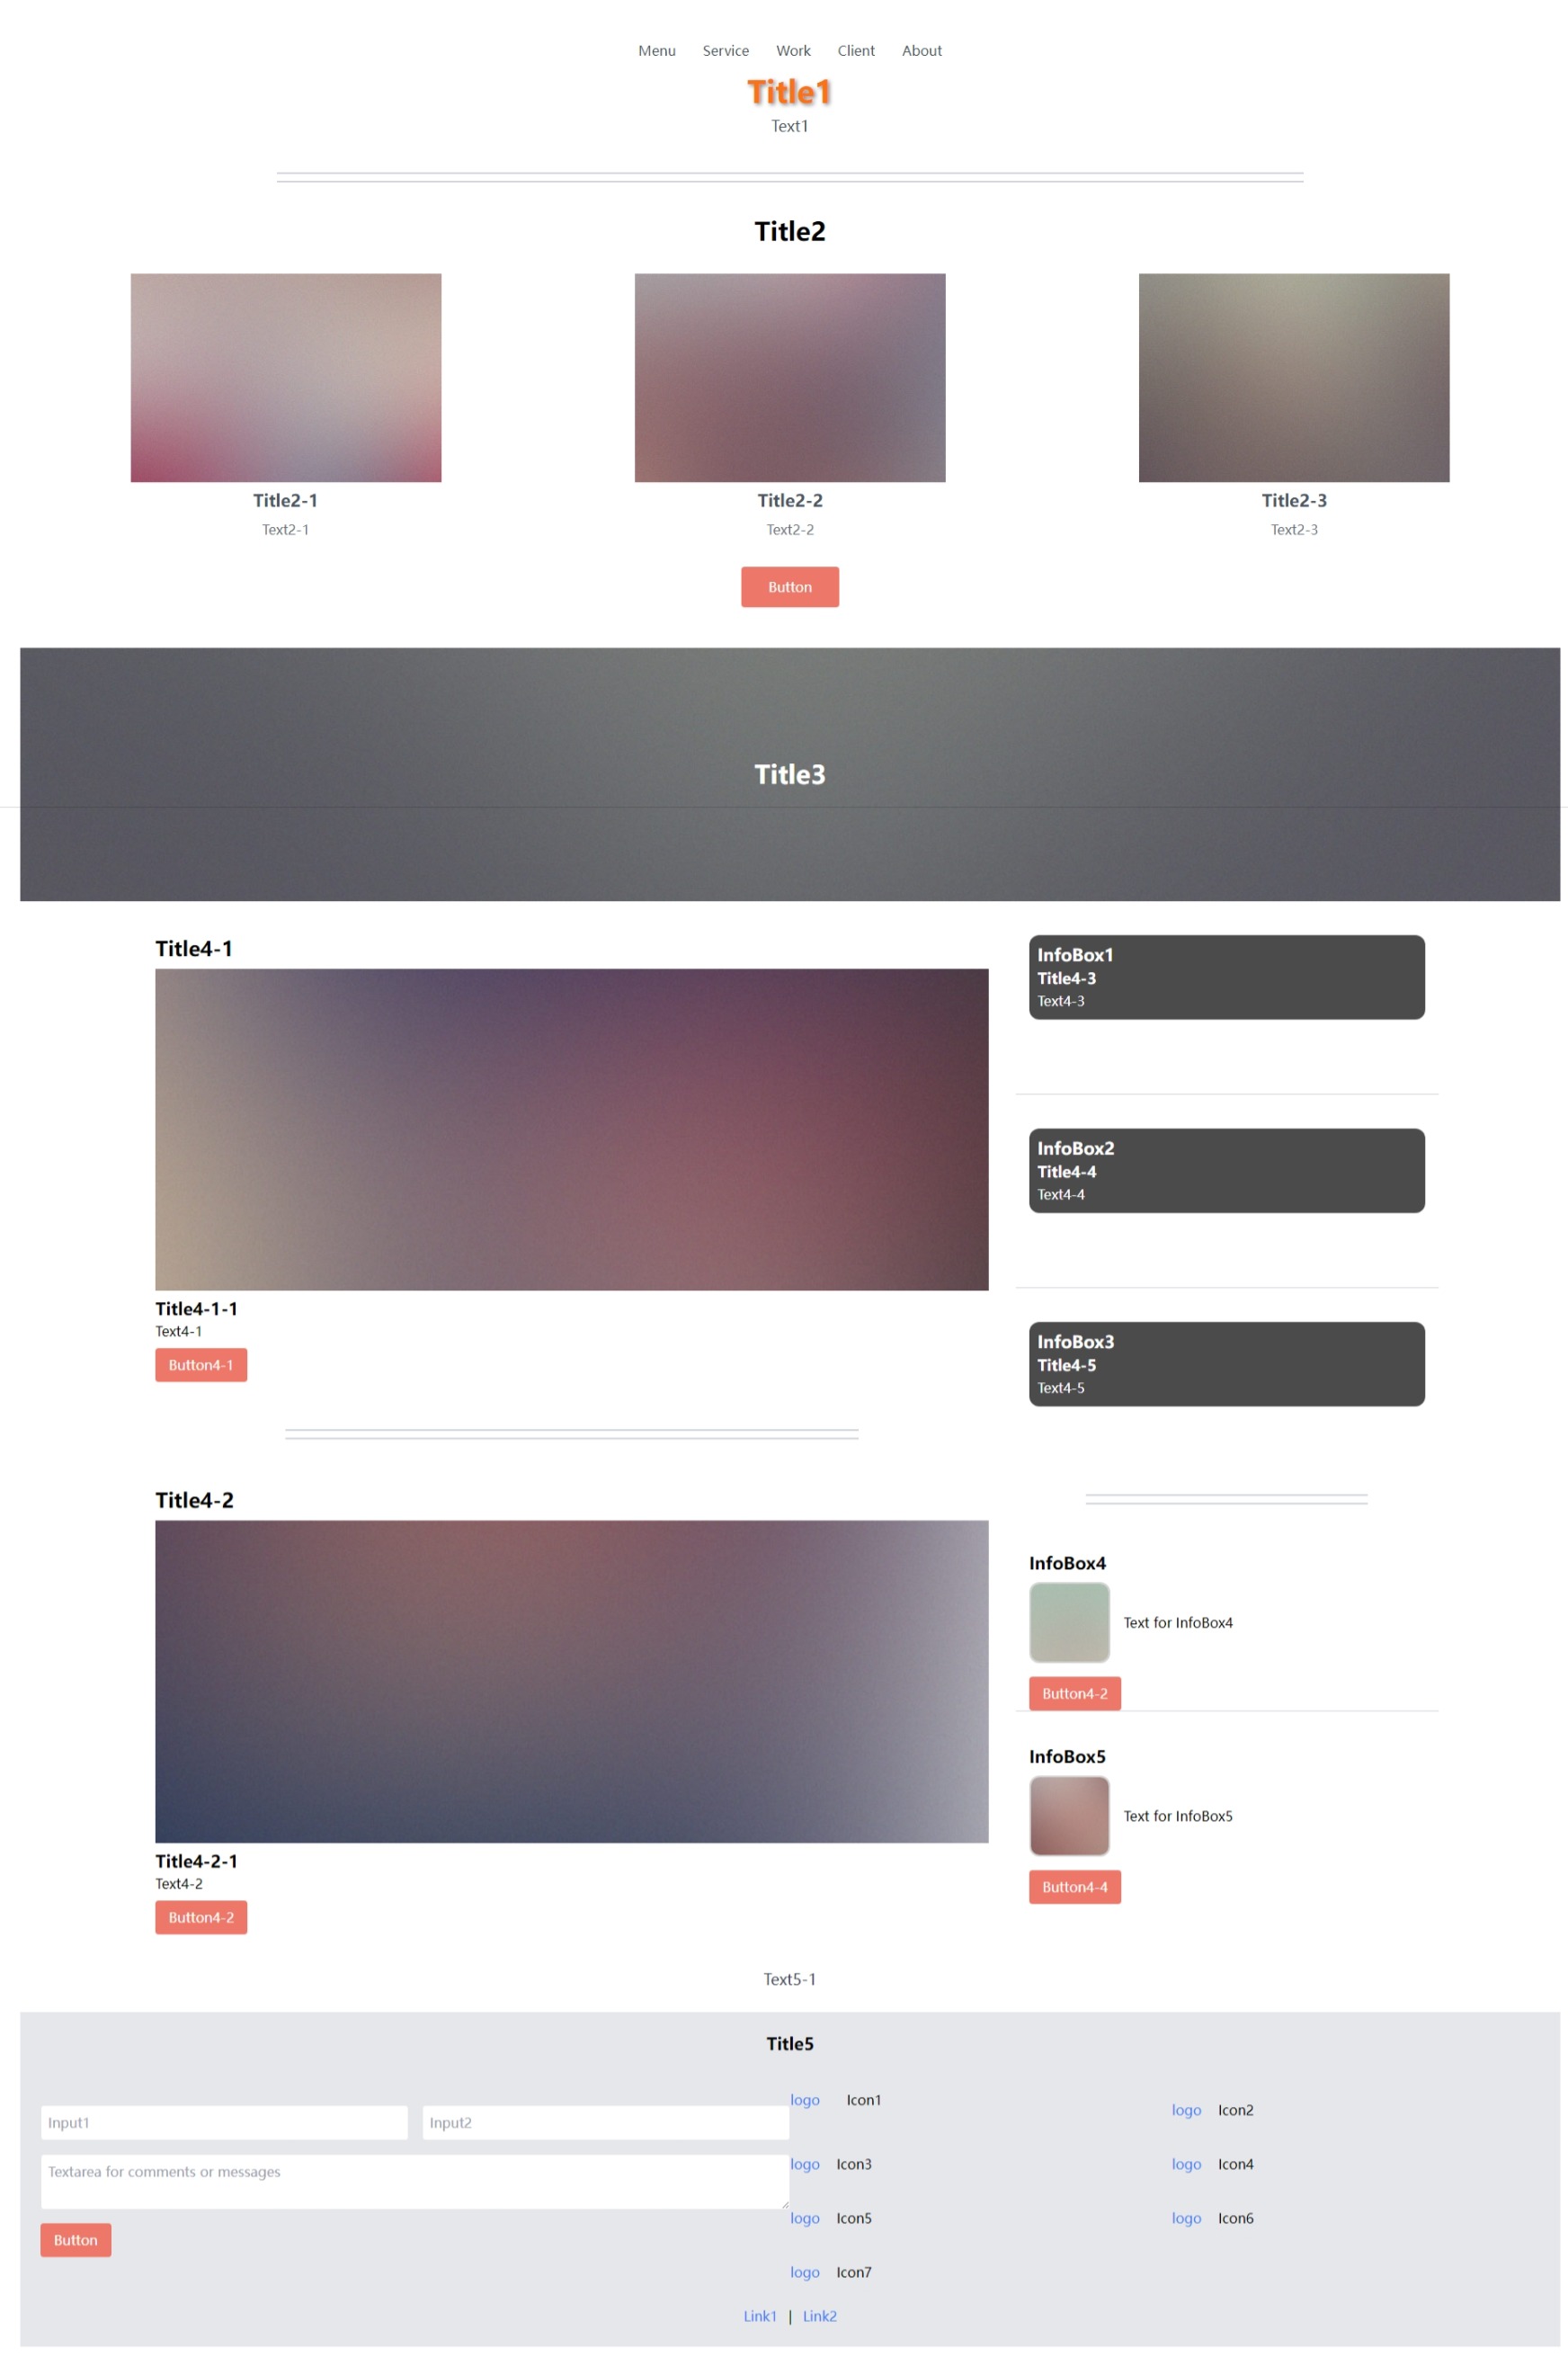 Menu Service Work Client About
Title1
Text1
Title2
Title2-1
Text2-1
Title2-2
Text2-2
Title2-3
Text2-3
Button
Title3
Title4-1
Title4-1-1
Text4-1
Button4-1
Title4-2
Title4-2-1
Text4-2
Button4-2
InfoBox1
Title4-3
Text4-3
InfoBox2
Title4-4
Text4-4
InfoBox3
Title4-5
Text4-5
InfoBox4
Text for InfoBox4
Button4-2
InfoBox5
Text for InfoBox5
Button4-4
Text5-1
Title5
Input1 Input2
Textarea for comments or messages
Button
logo Icon1
logo Icon2
logo Icon3
logo Icon4
logo Icon5
logo Icon6
logo Icon7
Link1 | Link2